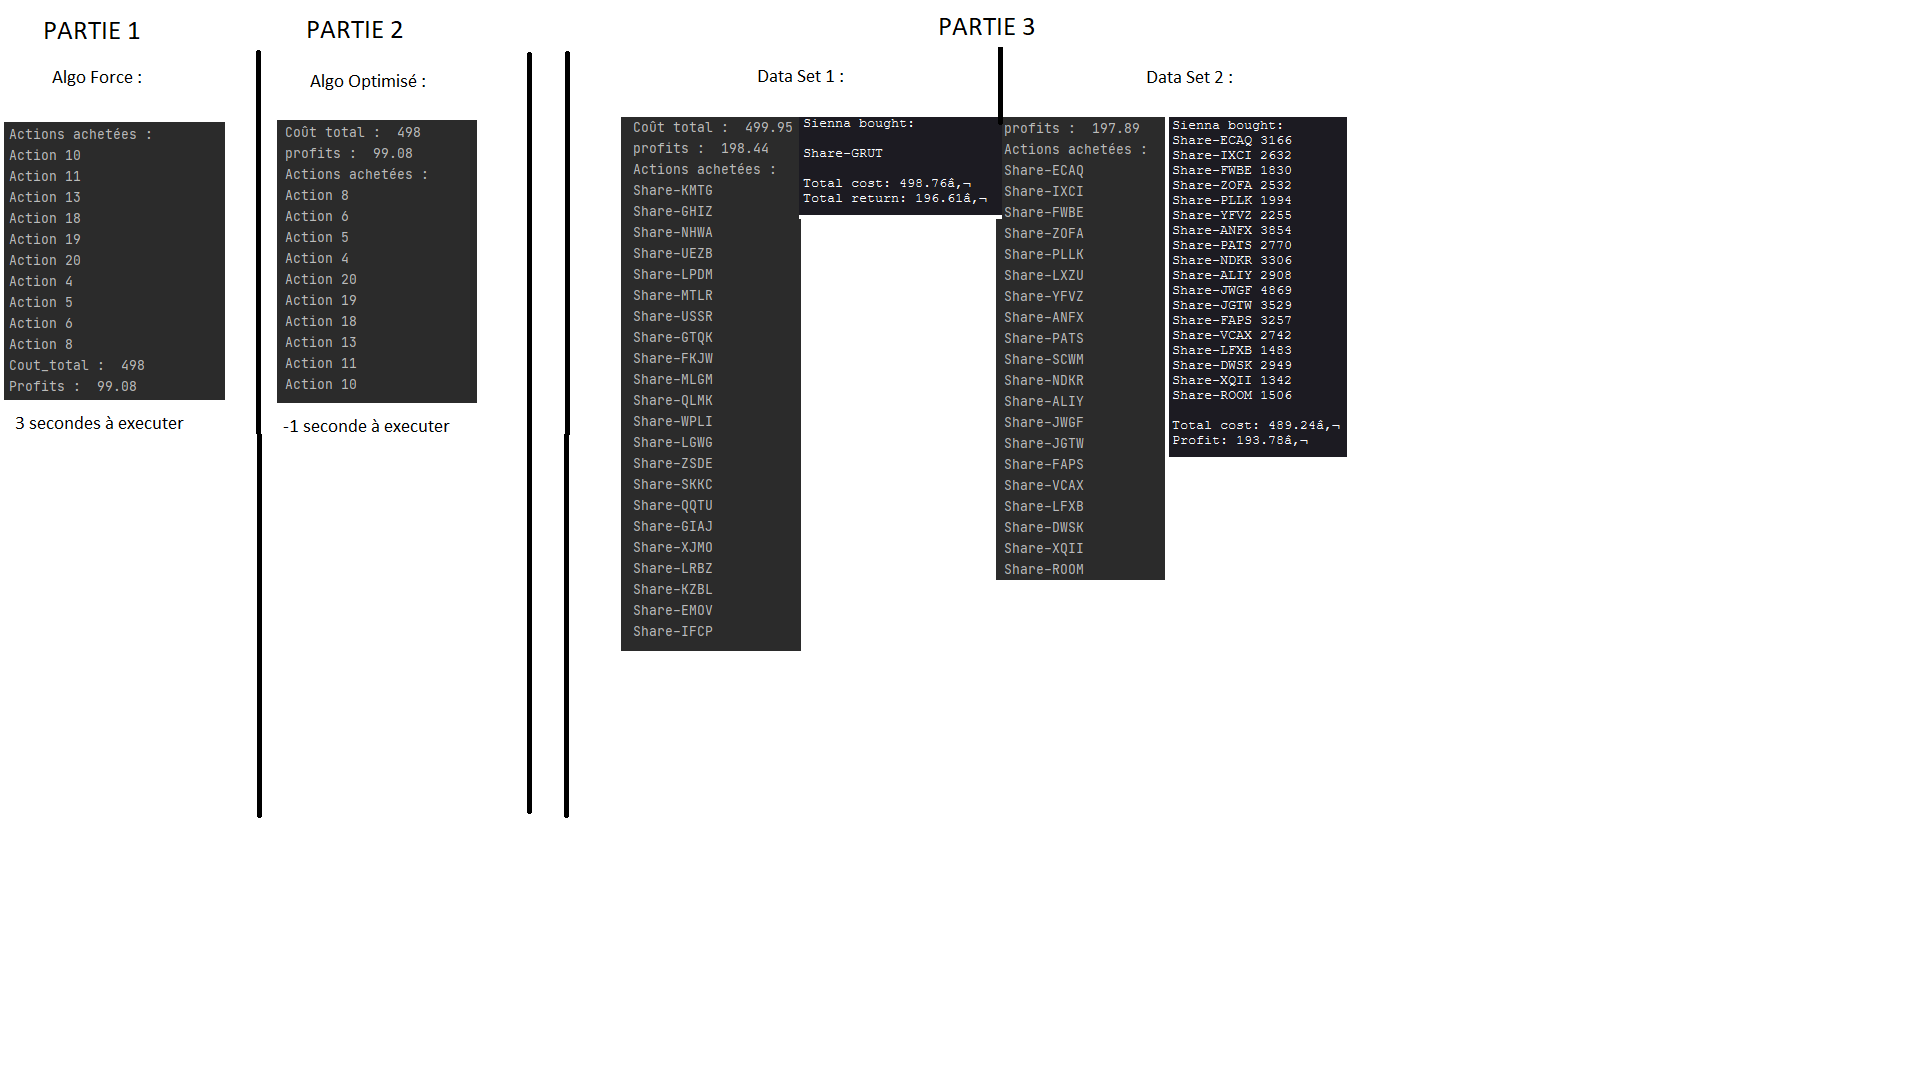 PARTIE 1
Algo Force :
Actions achetées :
Action 10
Action 11
Action 13
Action 18
Action 19
Action 20
Action 4
Action 5
Action 6
Action 8
Cout_total :  498
Profits :  99.08
3 secondes à executer
PARTIE 2
Algo Optimisé :
Coût total :  498
profits :  99.08
Actions achetées :
Action 8
Action 6
Action 5
Action 4
Action 20
Action 19
Action 18
Action 13
Action 11
Action 10
-1 seconde à executer
PARTIE 3
Data Set 1 :
Coût total :  499.95
profits :  198.44
Actions achetées :
Share-KMTG
Share-GHIZ
Share-NHWA
Share-UEZB
Share-LPDM
Share-MTLR
Share-USSR
Share-GTQK
Share-FKJW
Share-MLGM
Share-QLMK
Share-WPLI
Share-LGWG
Share-ZSDE
Share-SKKC
Share-QQTU
Share-GIAJ
Share-XJMO
Share-LRBZ
Share-KZBL
Share-EMOV
Share-IFCP
Sienna bought:
Share-GRUT
Total cost: 498.76â‚¬
Total return: 196.61â‚¬
Data Set 2 :
profits :  197.89
Actions achetées :
Share-ECAQ
Share-IXCI
Share-FWBE
Share-ZOFA
Share-PLLK
Share-LXZU
Share-YFVZ
Share-ANFX
Share-PATS
Share-SCWM
Share-NDKR
Share-ALIY
Share-JWGF
Share-JGTW
Share-FAPS
Share-VCAX
Share-LFXB
Share-DWSK
Share-XQII
Share-ROOM
Sienna bought:
Share-ECAQ 3166
Share-IXCI 2632
Share-FWBE 1830
Share-ZOFA 2532
Share-PLLK 1994
Share-YFVZ 2255
Share-ANFX 3854
Share-PATS 2770
Share-NDKR 3306
Share-ALIY 2908
Share-JWGF 4869
Share-JGTW 3529
Share-FAPS 3257
Share-VCAX 2742
Share-LFXB 1483
Share-DWSK 2949
Share-XQII 1342
Share-ROOM 1506
Total cost: 489.24â‚¬
Profit: 193.78â‚¬